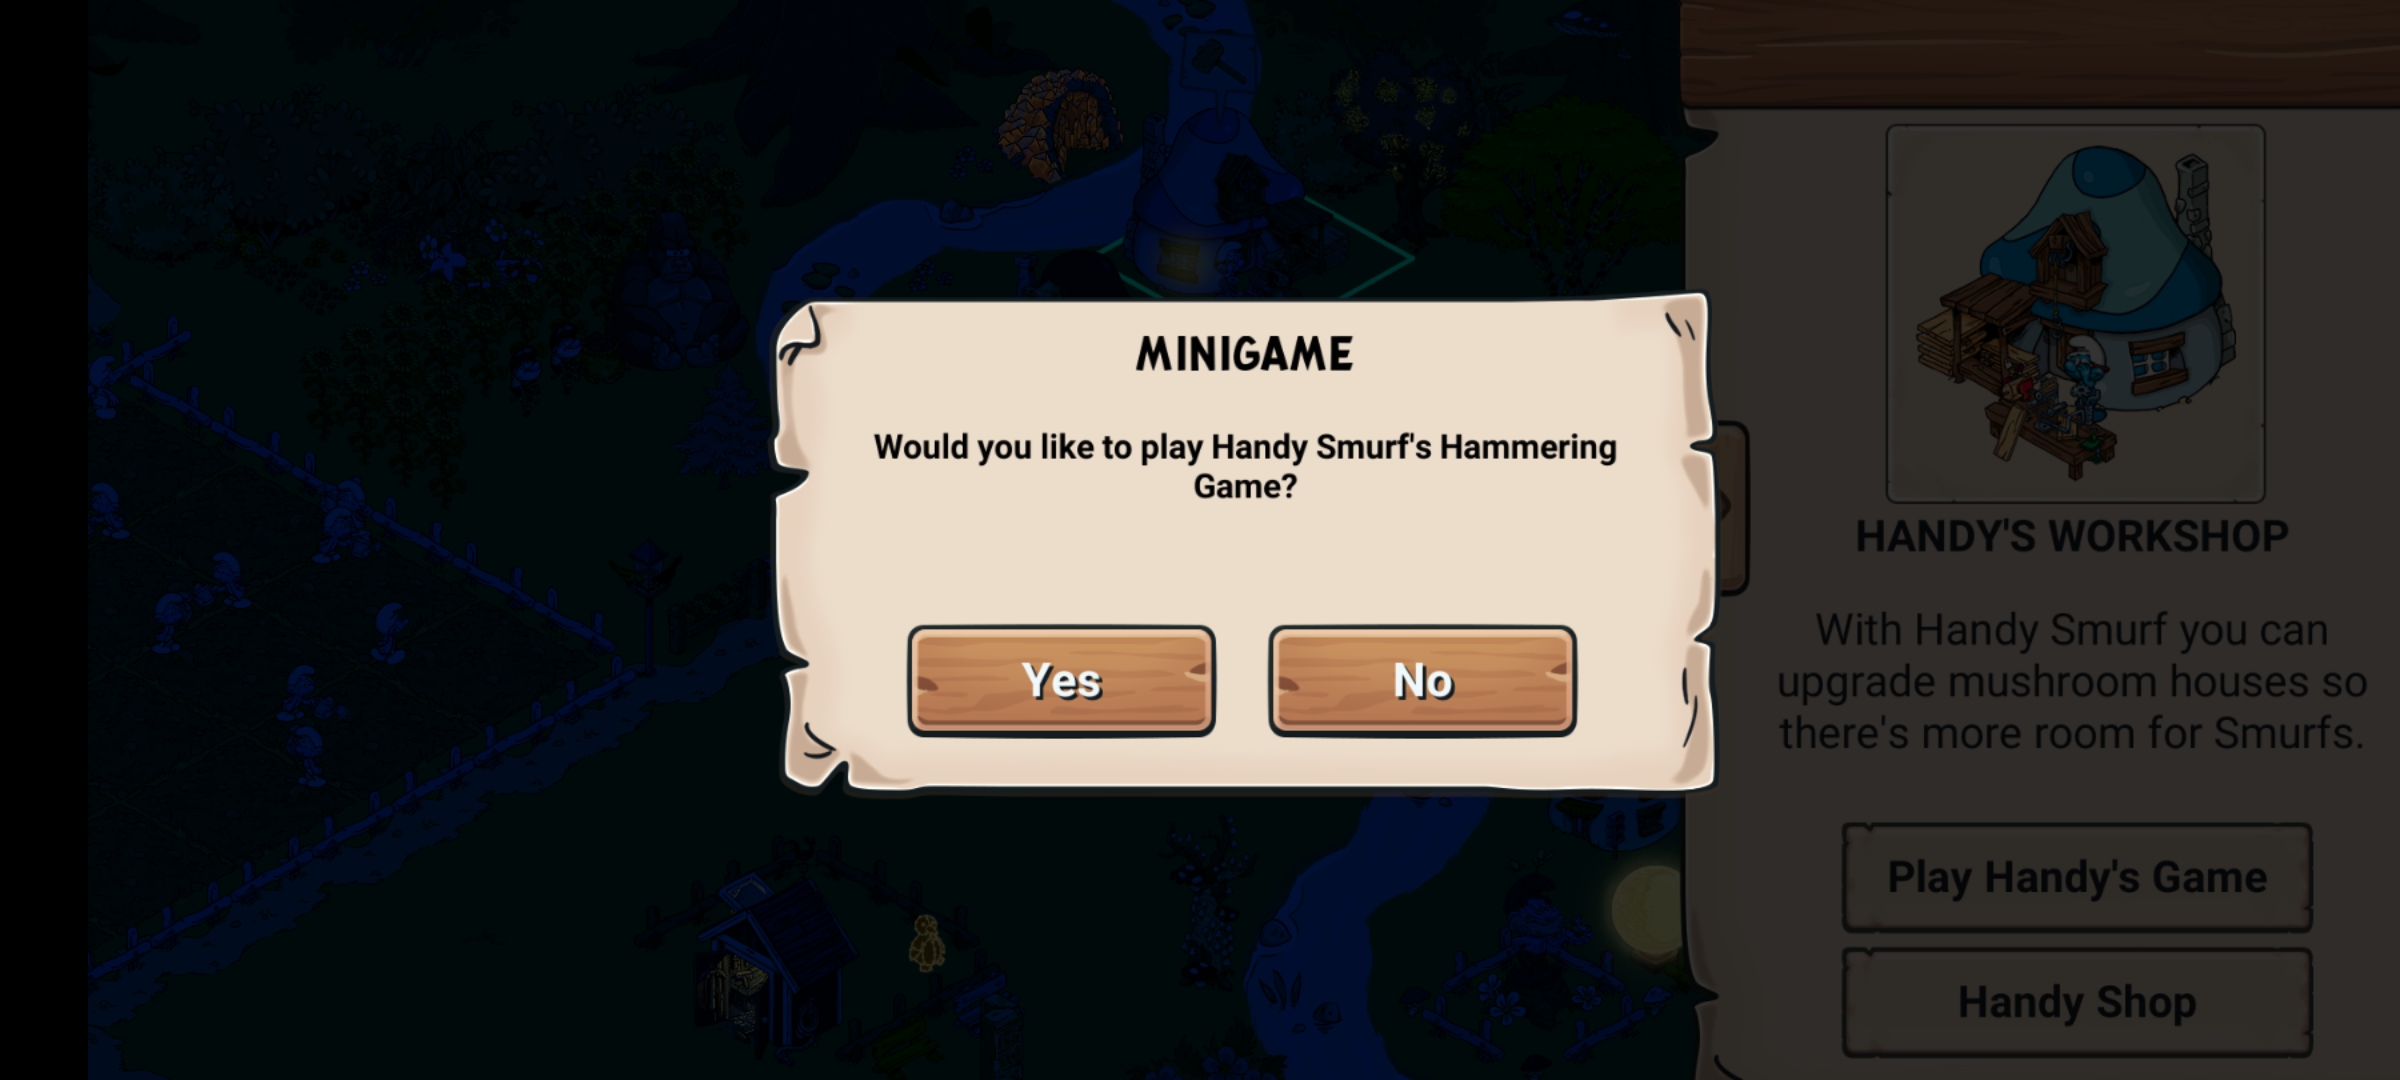 MINIGAME
Would you like to play Handy Smurf's Hammering
Game?
Yes
No
HANDY'S WORKSHOP
With Handy Smurf you can
upgrade mushroom houses so
there's more room for Smurfs.
Play Handy's Game
Handy Shop